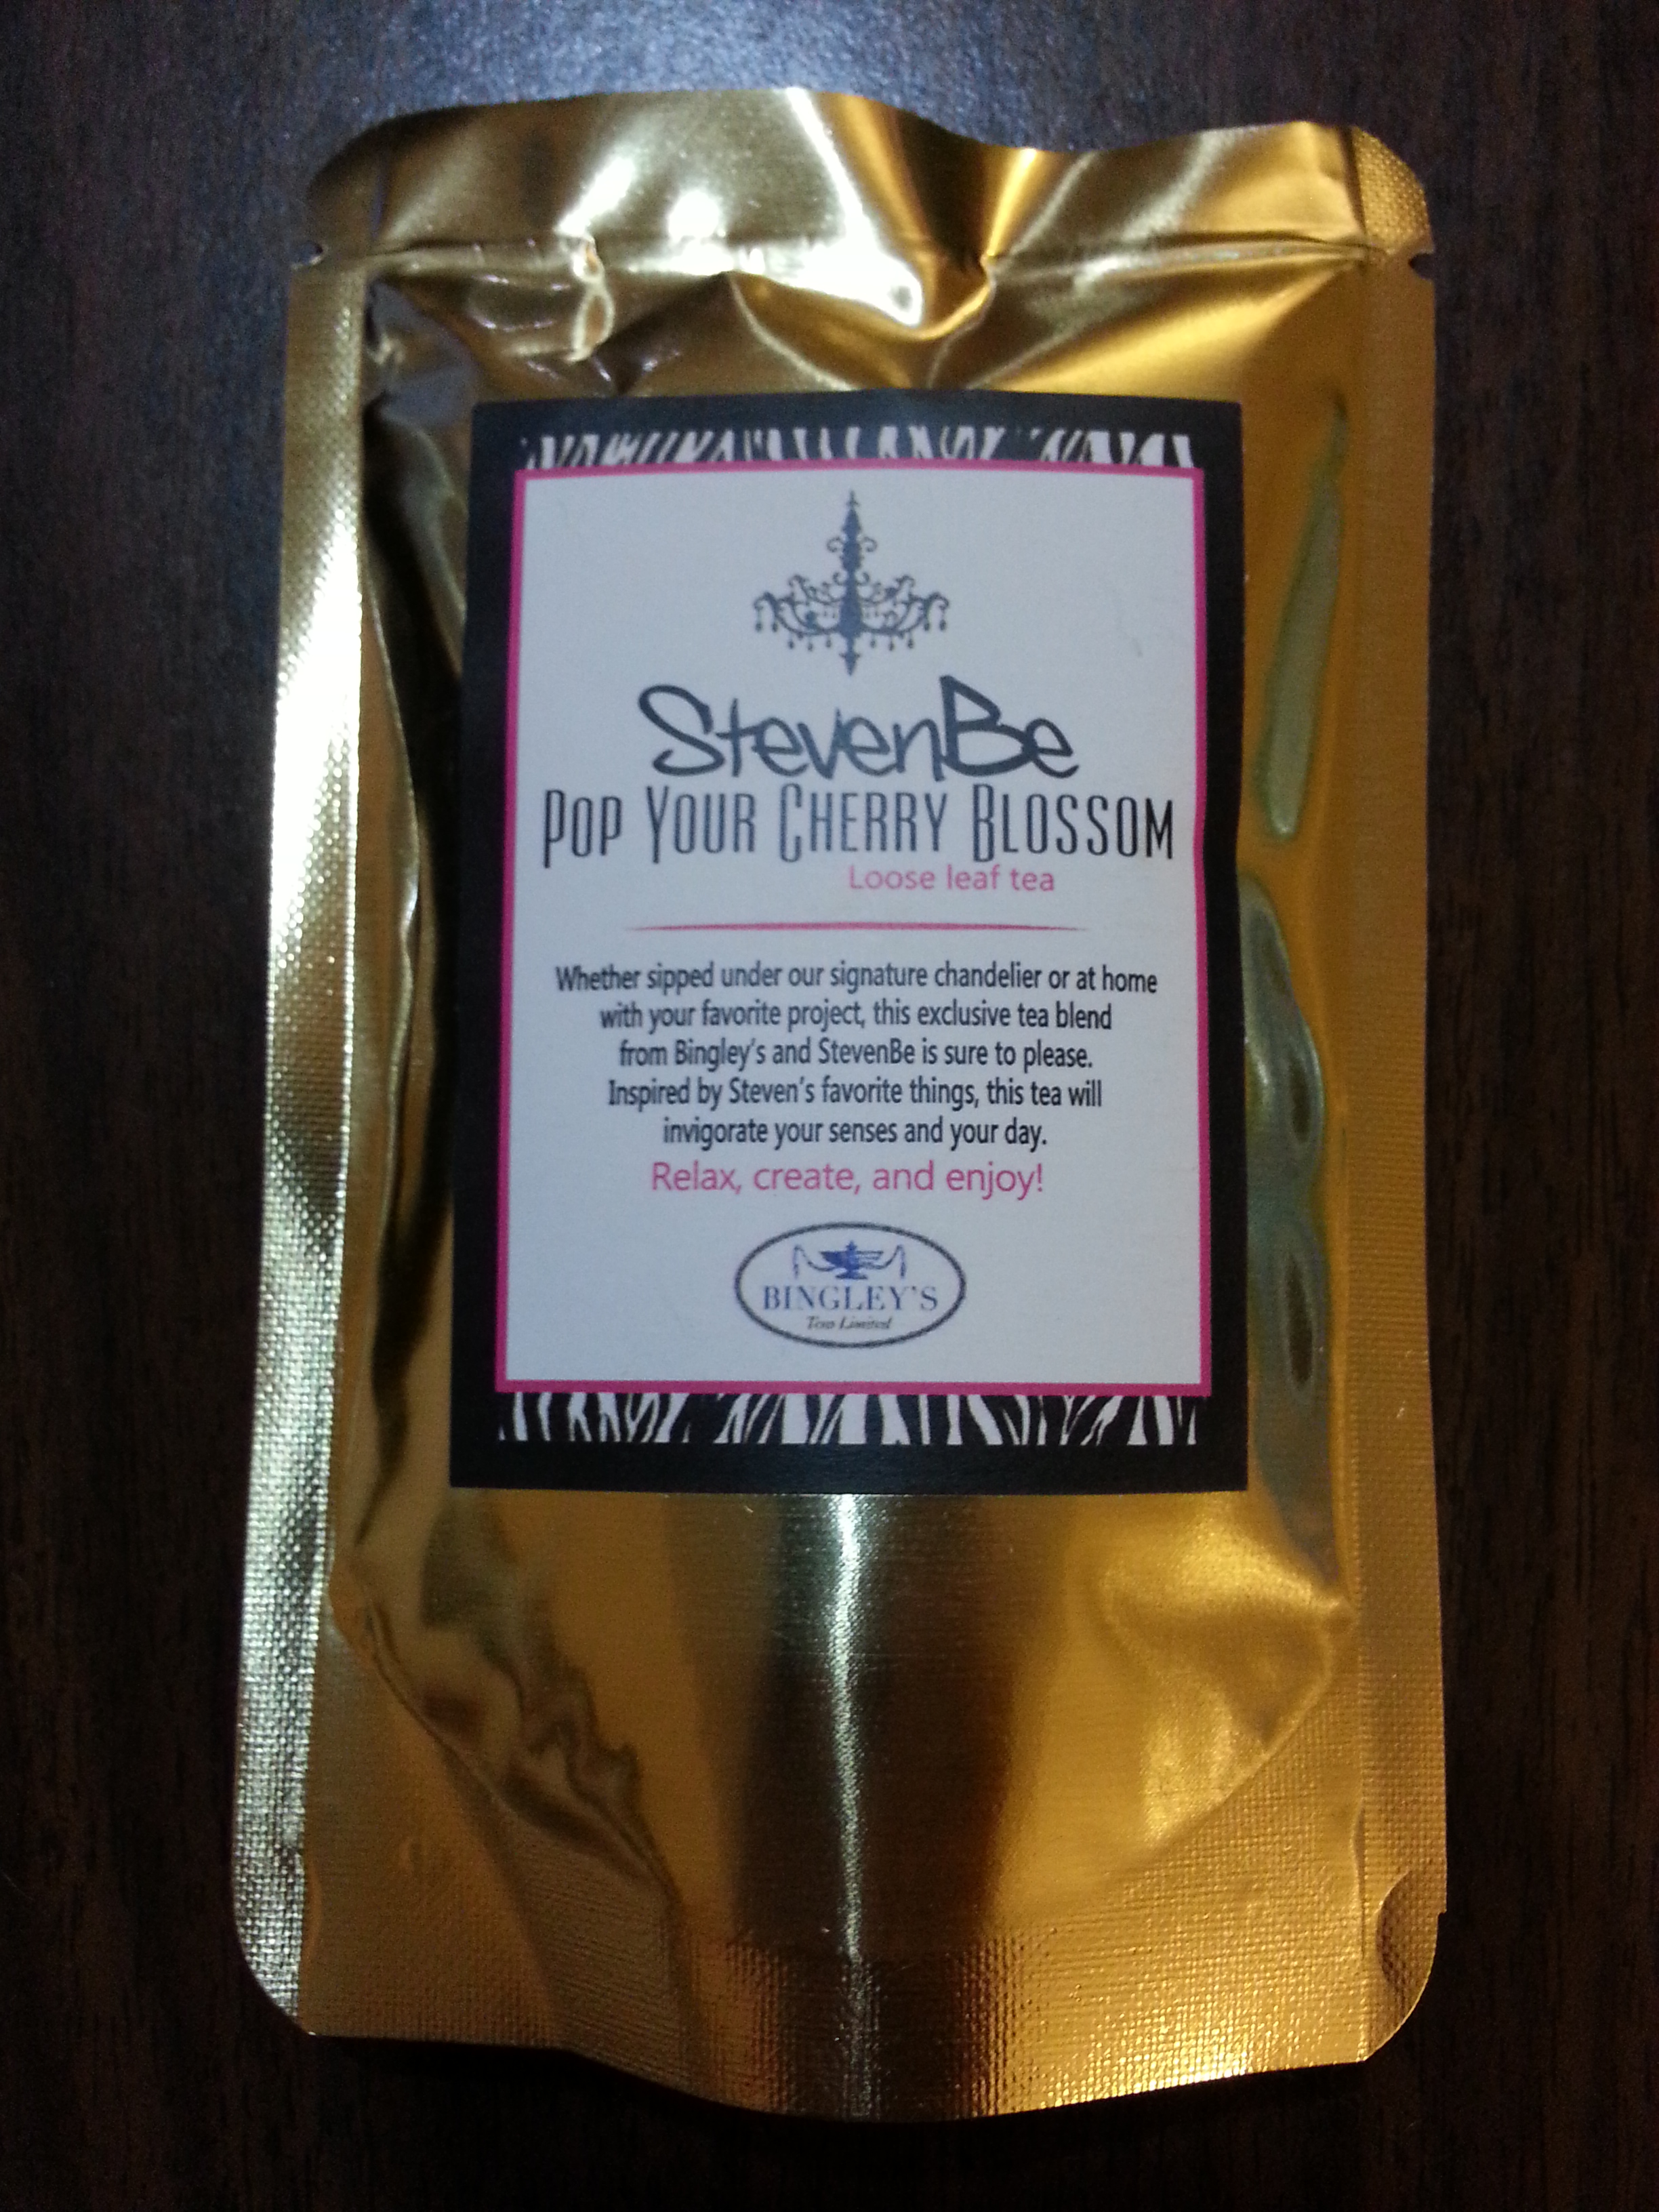 StevenBe
POP YOUR CHERRY BLOSSOM
Loose leaf tea
Whether sipped under our signature chandelier or at home
with your favorite project, this exclusive tea blend
from Bingley's and StevenBe is sure to please.
Inspired by Steven's favorite things, this tea will
invigorate your senses and your day.
Relax, create, and enjoy!
BINGLEY'S
Teas Limited